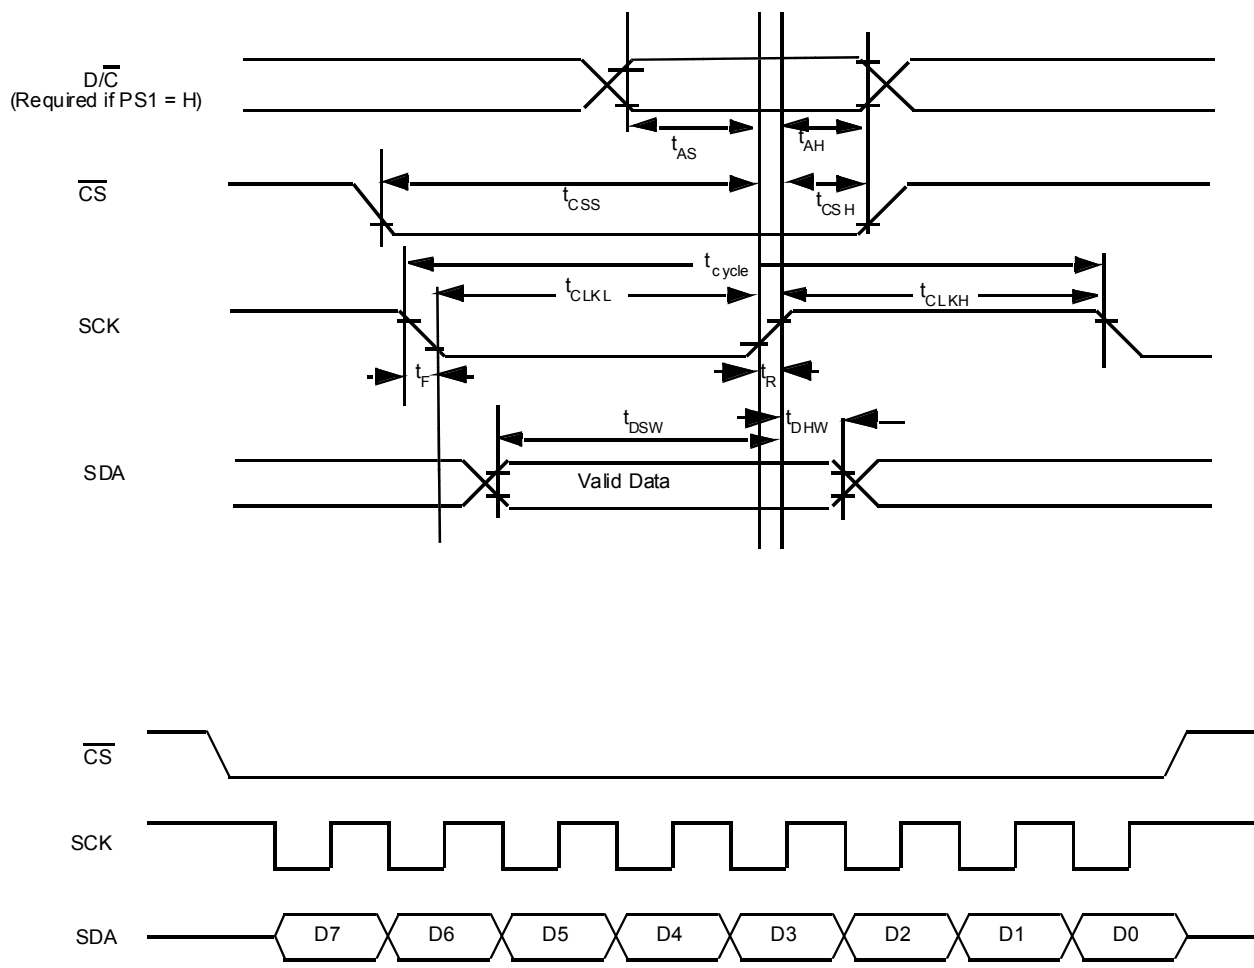 D/C
(Required if PS1 = H)
tAS
tAH
CS
tCSS
tCSH
tcycle
tCLKL
tCLKH
SCK
tF
tR
tDSW
tDHW
SDA
Valid Data
CS
SCK
SDA
D7 D6 D5 D4 D3 D2 D1 D0